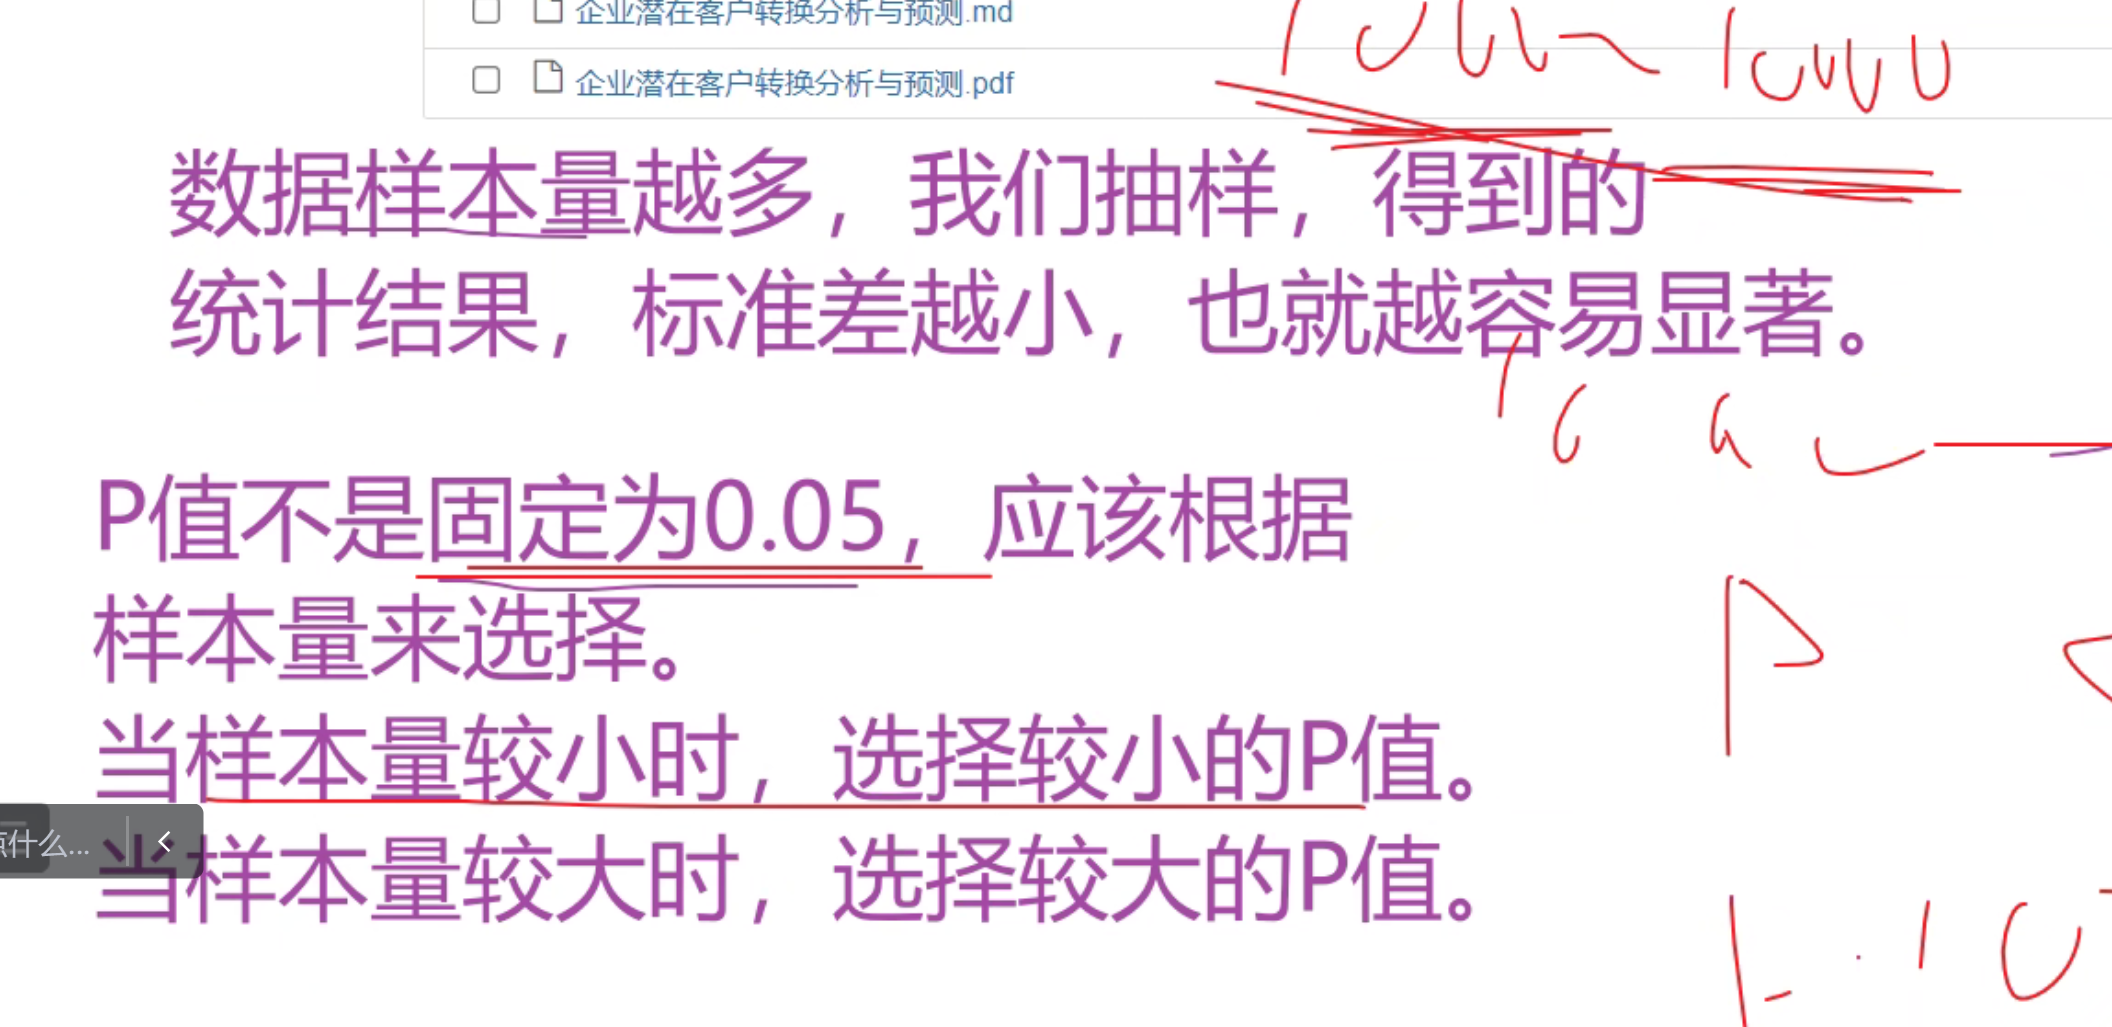 企业潜在客户转换分析与预测.md
企业潜在客户转换分析与预测.pdf
数据样本量越多，我们抽样，得到的
统计结果，标准差越小，也就越容易显著。
P值不是固定为0.05，应该根据
样本量来选择。
P
当样本量较小时，选择较小的P值。
什么...
当样本量较大时，选择较大的P值。